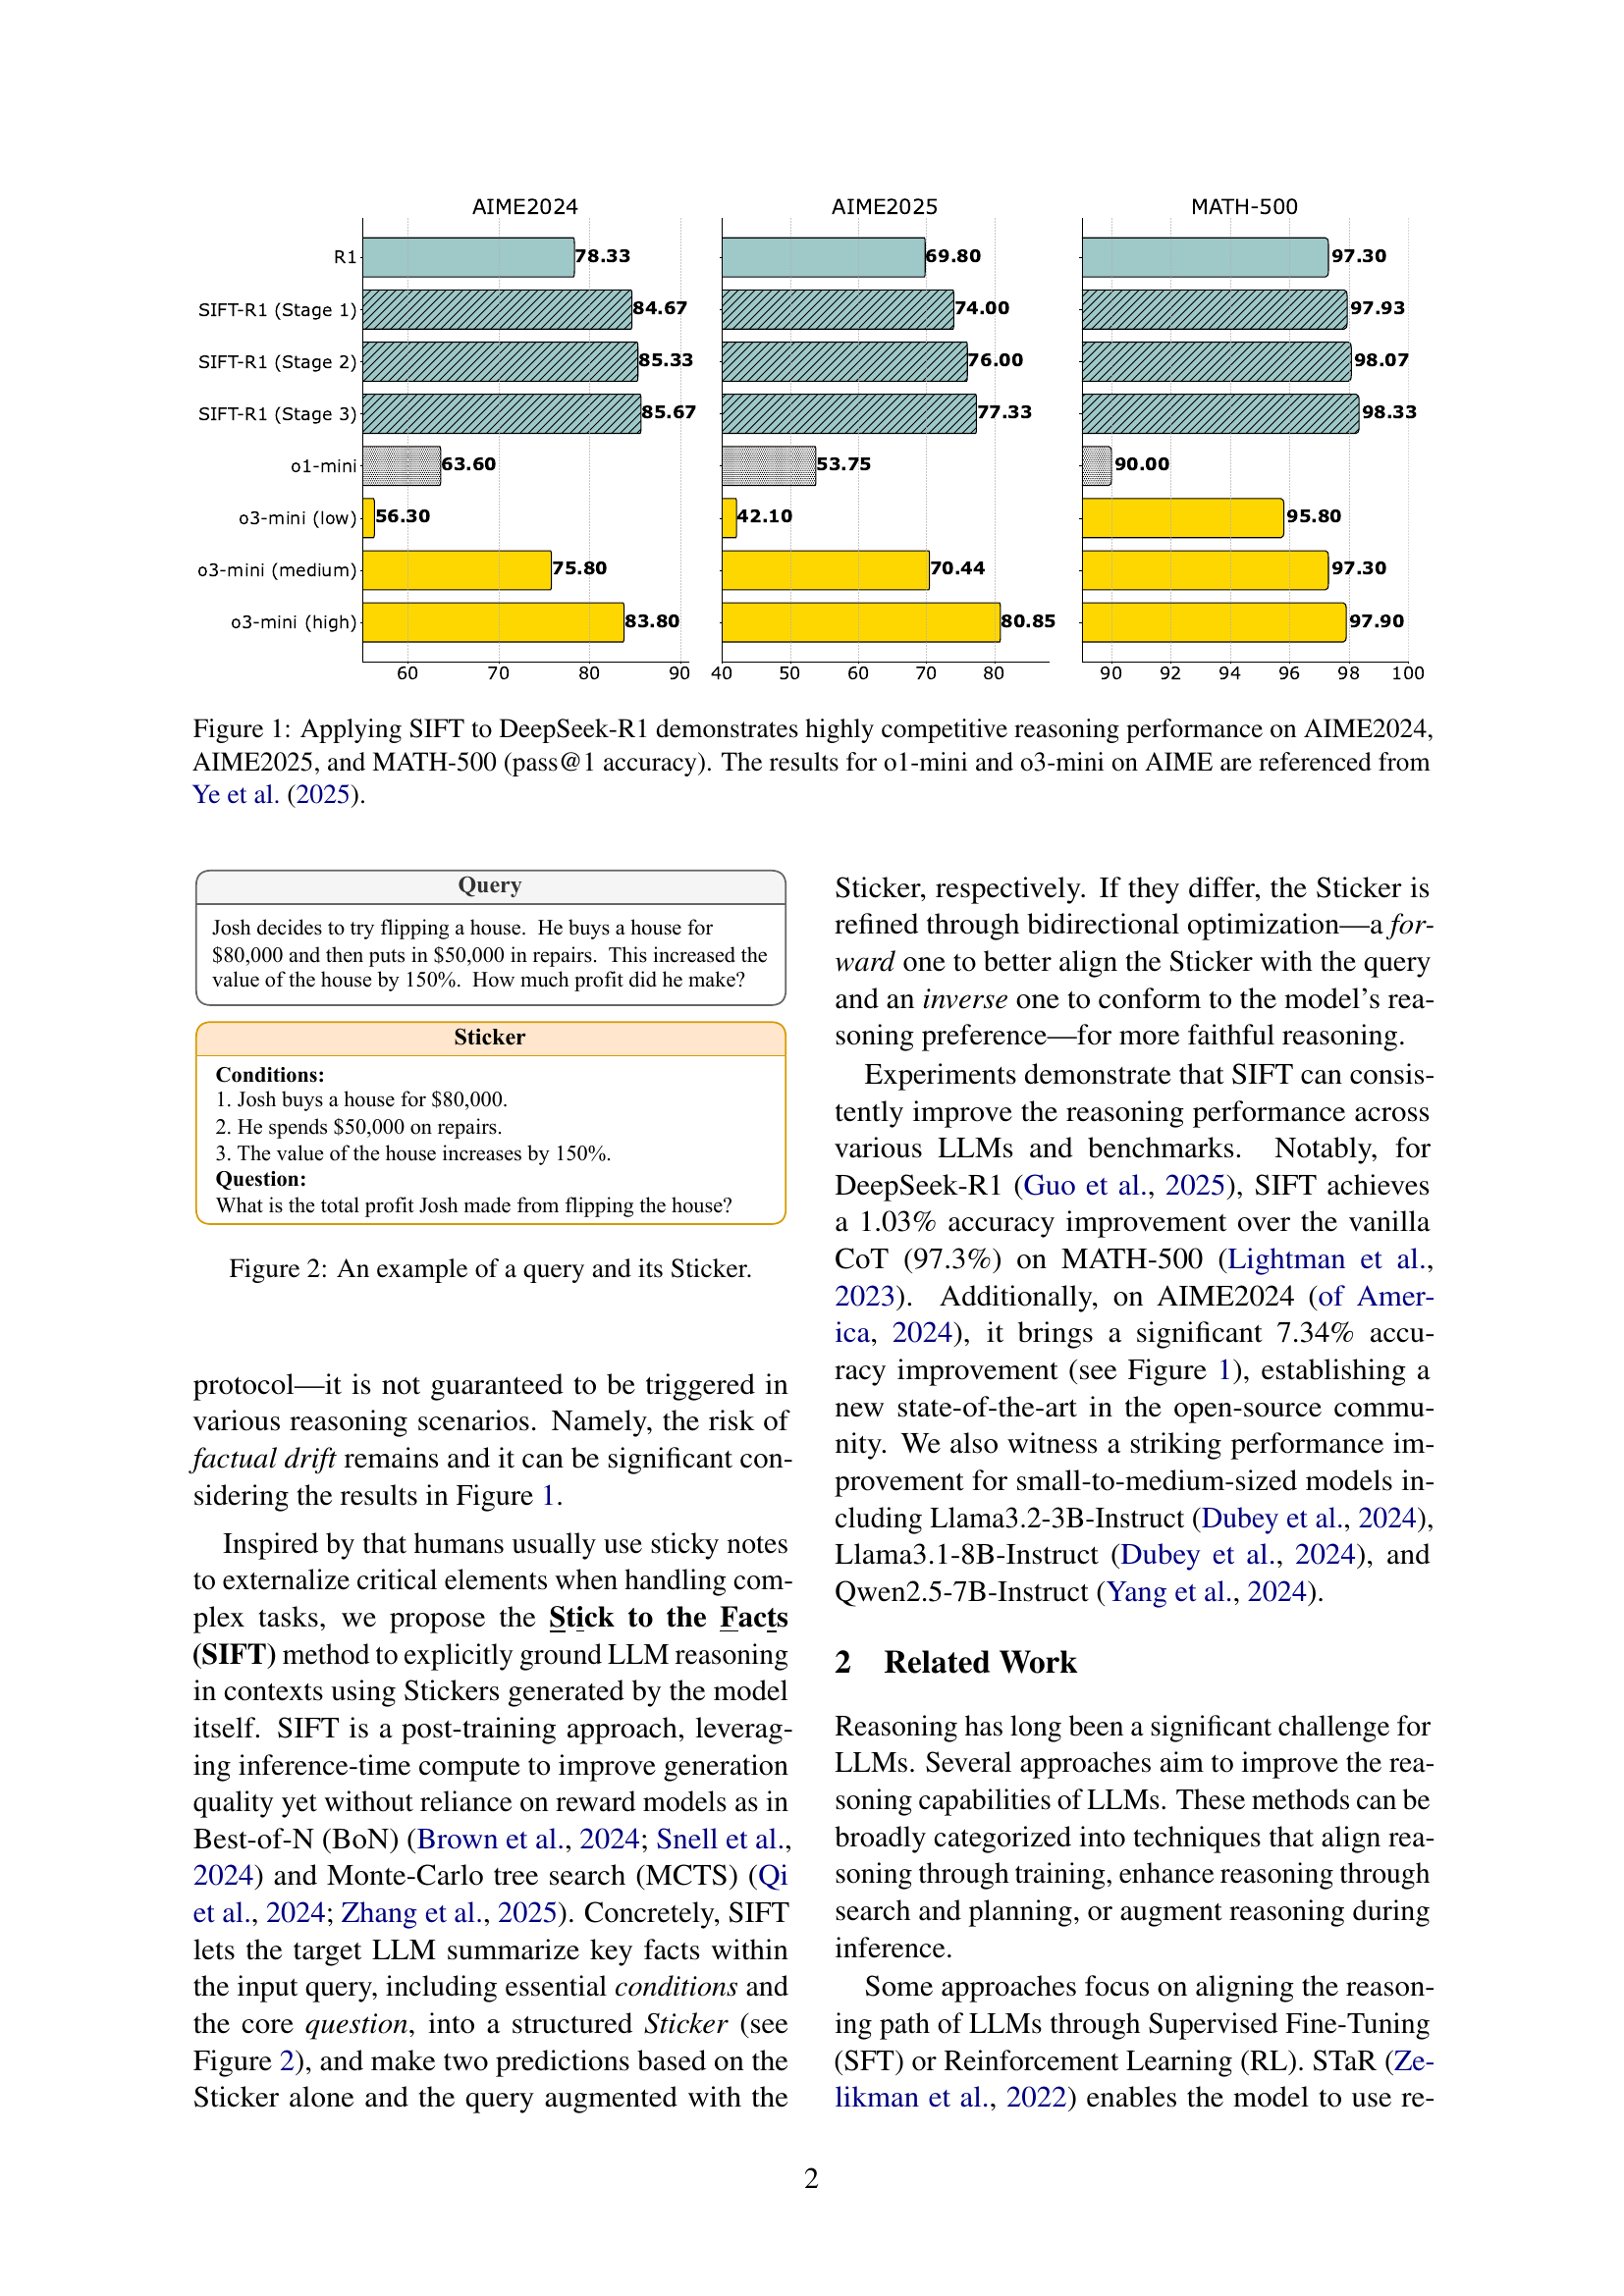 AIME2024 AIME2025 MATH-500
R1 78.33 69.80 97.30
SIFT-R1 (Stage 1) 84.67 74.00 97.93
SIFT-R1 (Stage 2) 85.33 76.00 98.07
SIFT-R1 (Stage 3) 85.67 77.33 98.33
o1-mini 63.60 53.75 90.00
o3-mini (low) 56.30 42.10 95.80
o3-mini (medium) 75.80 70.44 97.30
o3-mini (high) 83.80 80.85 97.90
60 70 80 90 40 50 60 70 80 90 92 94 96 98 100
Figure 1: Applying SIFT to DeepSeek-R1 demonstrates highly competitive reasoning performance on AIME2024,
AIME2025, and MATH-500 (pass@1 accuracy). The results for o1-mini and o3-mini on AIME are referenced from
Ye et al. (2025).
Query
Josh decides to try flipping a house. He buys a house for
$80,000 and then puts in $50,000 in repairs. This increased the
value of the house by 150%. How much profit did he make?
Sticker
Conditions:
1. Josh buys a house for $80,000.
2. He spends $50,000 on repairs.
3. The value of the house increases by 150%.
Question:
What is the total profit Josh made from flipping the house?
Figure 2: An example of a query and its Sticker.
protocol—it is not guaranteed to be triggered in
various reasoning scenarios. Namely, the risk of
factual drift remains and it can be significant con-
sidering the results in Figure 1.
Inspired by that humans usually use sticky notes
to externalize critical elements when handling com-
plex tasks, we propose the Stick to the Facts
(SIFT) method to explicitly ground LLM reasoning
in contexts using Stickers generated by the model
itself. SIFT is a post-training approach, leverag-
ing inference-time compute to improve generation
quality yet without reliance on reward models as in
Best-of-N (BoN) (Brown et al., 2024; Snell et al.,
2024) and Monte-Carlo tree search (MCTS) (Qi
et al., 2024; Zhang et al., 2025). Concretely, SIFT
lets the target LLM summarize key facts within
the input query, including essential conditions and
the core question, into a structured Sticker (see
Figure 2), and make two predictions based on the
Sticker alone and the query augmented with the
Sticker, respectively. If they differ, the Sticker is
refined through bidirectional optimization—a for-
ward one to better align the Sticker with the query
and an inverse one to conform to the model's rea-
soning preference—for more faithful reasoning.
Experiments demonstrate that SIFT can consis-
tently improve the reasoning performance across
various LLMs and benchmarks. Notably, for
DeepSeek-R1 (Guo et al., 2025), SIFT achieves
a 1.03% accuracy improvement over the vanilla
CoT (97.3%) on MATH-500 (Lightman et al.,
2023). Additionally, on AIME2024 (of Amer-
ica, 2024), it brings a significant 7.34% accu-
racy improvement (see Figure 1), establishing a
new state-of-the-art in the open-source commu-
nity. We also witness a striking performance im-
provement for small-to-medium-sized models in-
cluding Llama3.2-3B-Instruct (Dubey et al., 2024),
Llama3.1-8B-Instruct (Dubey et al., 2024), and
Qwen2.5-7B-Instruct (Yang et al., 2024).
2 Related Work
Reasoning has long been a significant challenge for
LLMs. Several approaches aim to improve the rea-
soning capabilities of LLMs. These methods can be
broadly categorized into techniques that align rea-
soning through training, enhance reasoning through
search and planning, or augment reasoning during
inference.
Some approaches focus on aligning the reason-
ing path of LLMs through Supervised Fine-Tuning
(SFT) or Reinforcement Learning (RL). STaR (Ze-
likman et al., 2022) enables the model to use re-
2